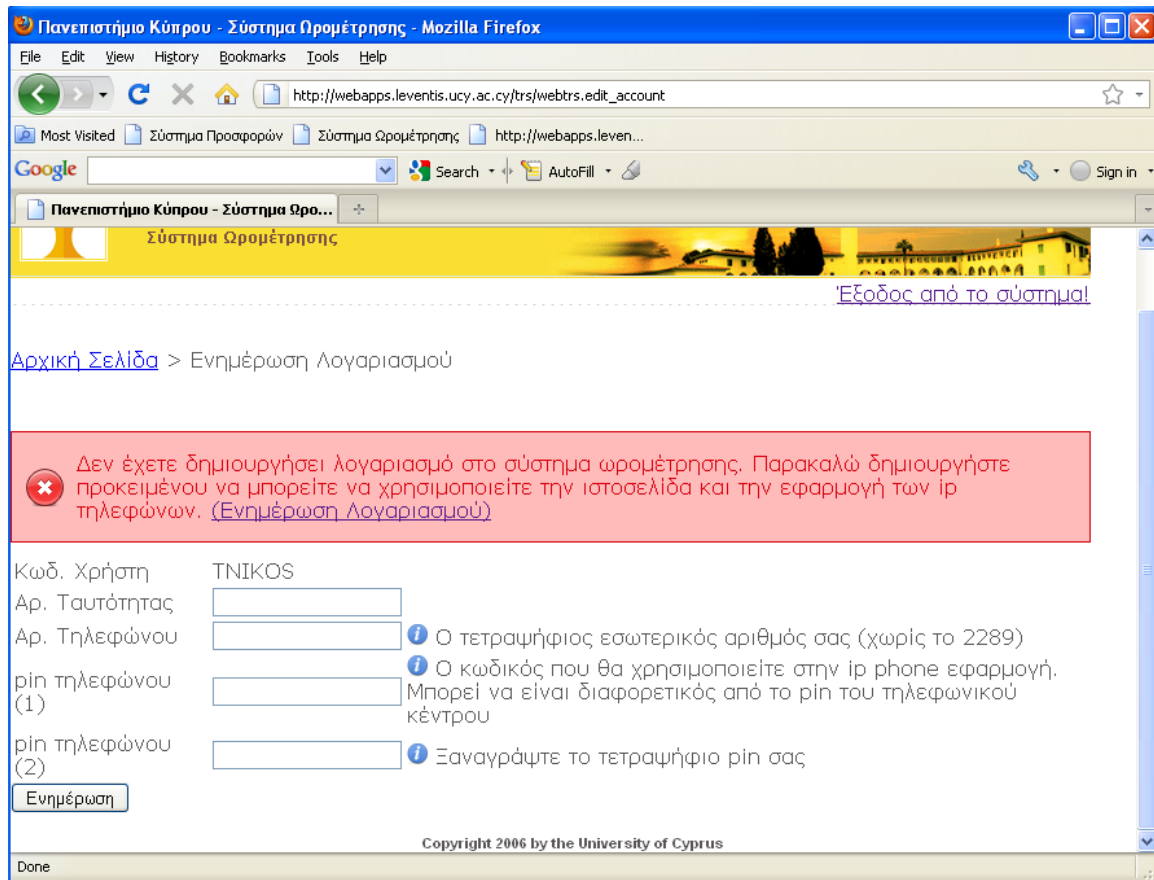 Πανεπιστήμιο Κύπρου - Σύστημα Ωρομέτρησης - Mozilla Firefox
File Edit View History Bookmarks Tools Help
http://webapps.leventis.ucy.ac.cy/trs/webtrs.edit_account
Most Visited Σύστημα Προσφορών Σύστημα Ωρομέτρησης http://webapps.leven...
Google Search AutoFill Sign in
Πανεπιστήμιο Κύπρου - Σύστημα Ωρο...
Σύστημα Ωρομέτρησης
Έξοδος από το σύστημα!
Αρχική Σελίδα > Ενημέρωση Λογαριασμού
Δεν έχετε δημιουργήσει λογαριασμό στο σύστημα ωρομέτρησης. Παρακαλώ δημιουργήστε
προκειμένου να μπορείτε να χρησιμοποιείτε την ιστοσελίδα και την εφαρμογή των ip
τηλεφώνων. (Ενημέρωση Λογαριασμού)
Κωδ. Χρήστη TNIKOS
Αρ. Ταυτότητας
Αρ. Τηλεφώνου Ο τετραψήφιος εσωτερικός αριθμός σας (χωρίς το 2289)
pin τηλεφώνου
(1)
Ο κωδικός που θα χρησιμοποιείτε στην ip phone εφαρμογή.
Μπορεί να είναι διαφορετικός από το pin του τηλεφωνικού
κέντρου
pin τηλεφώνου
(2)
Ξαναγράψτε το τετραψήφιο pin σας
Ενημέρωση
Copyright 2006 by the University of Cyprus
Done